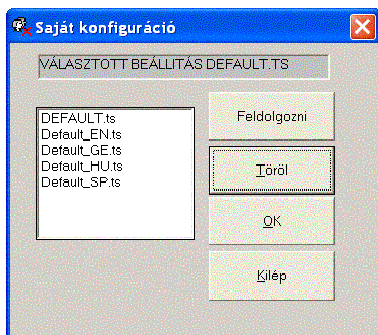 Saját konfiguráció
VÁLASZTOTT BEÁLLITÁS DEFAULT.TS
DEFAULT.ts
Default_EN.ts
Default_GE.ts
Default_HU.ts
Default_SP.ts
Feldolgozni
Töröl
OK
Kilép